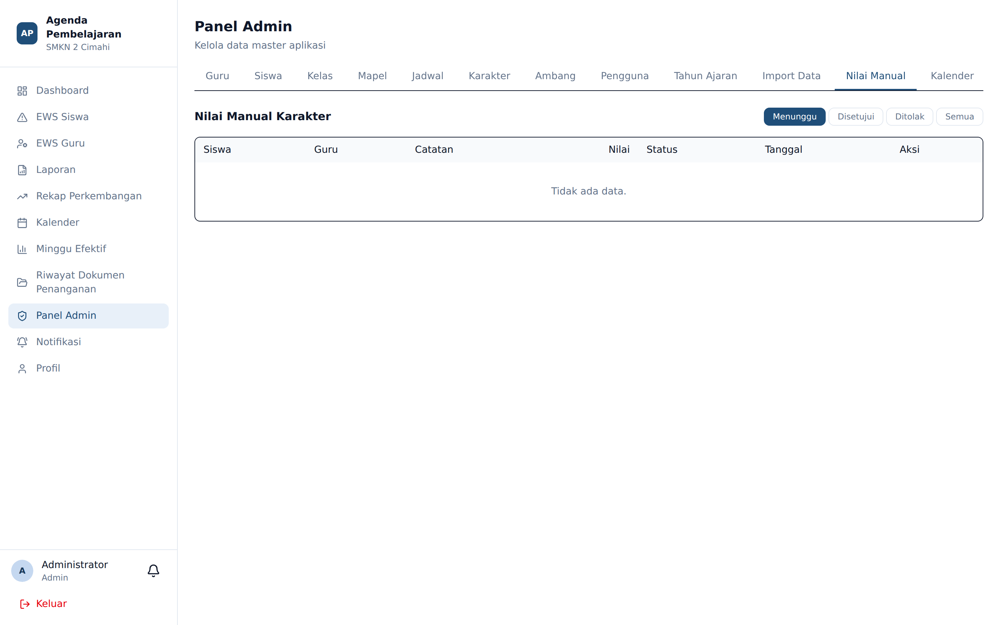 AP
Agenda
Pembelajaran
SMKN 2 Cimahi
Dashboard
EWS Siswa
EWS Guru
Laporan
Rekap Perkembangan
Kalender
Minggu Efektif
Riwayat Dokumen
Penanganan
Panel Admin
Notifikasi
Profil
A
Administrator
Admin
Keluar
Panel Admin
Kelola data master aplikasi
Guru Siswa Kelas Mapel Jadwal Karakter Ambang Pengguna Tahun Ajaran Import Data Nilai Manual Kalender
Nilai Manual Karakter
Menunggu Disetujui Ditolak Semua
Siswa Guru Catatan Nilai Status Tanggal Aksi
Tidak ada data.